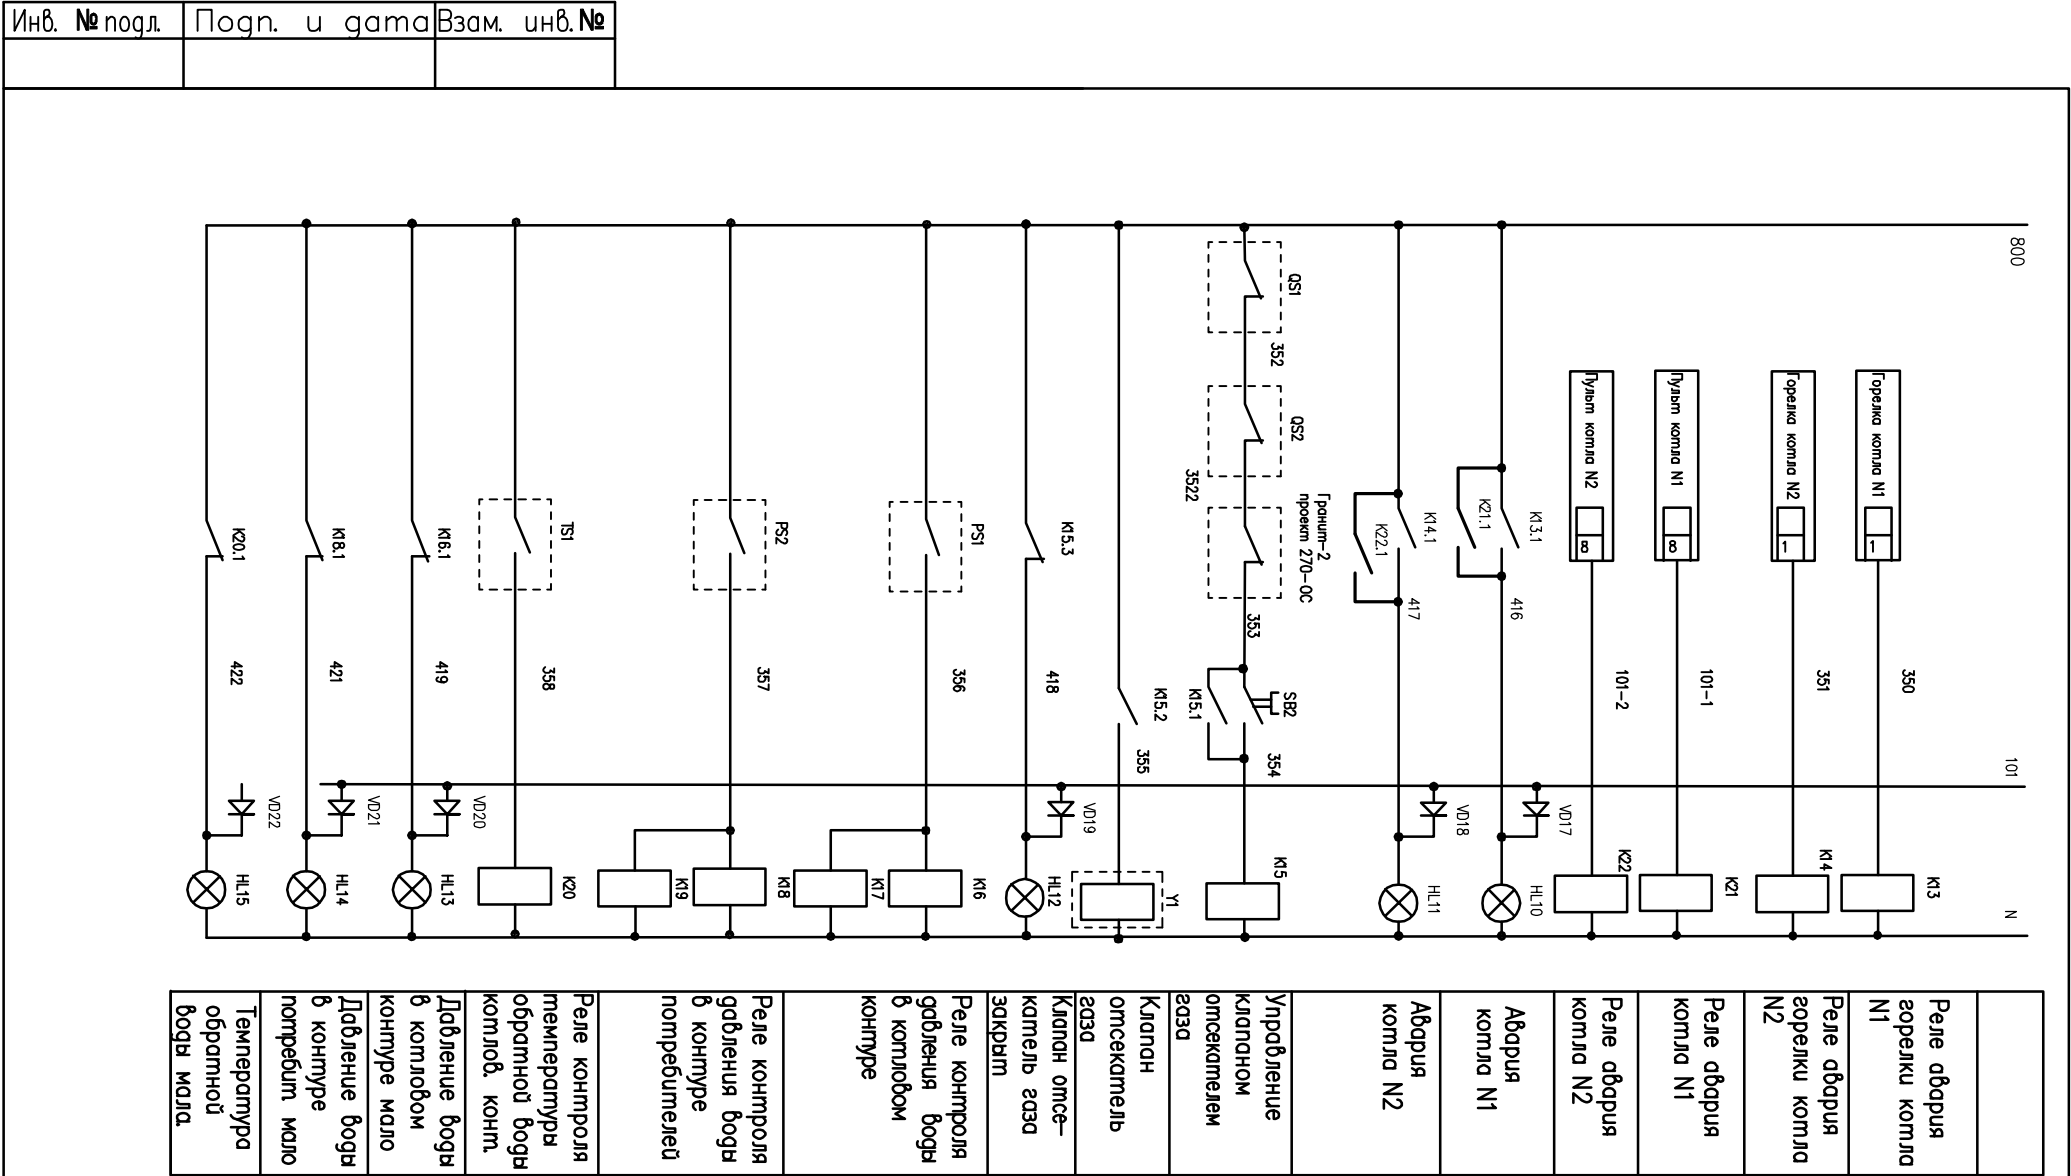 Инв. № подл.
Подп. и дата
Взам. инв. №
800
101
N
Горелка котла N1
1
350
K13
Горелка котла N2
1
351
K14
Пульт котла N1
8
101-1
K21
Пульт котла N2
8
101-2
K22
K13.1
K21.1
416
VD17
HL10
K14.1
K22.1
417
VD18
HL11
QS1
352
QS2
3522
Гранит-2
проект 270-ОС
353
SB2
K15.1
354
K15
K15.2
355
Y1
K15.3
418
VD19
HL12
PS1
356
K16
K17
PS2
357
K18
K19
TS1
358
K20
K16.1
419
VD20
HL13
K18.1
421
VD21
HL14
K20.1
422
VD22
HL15
Реле авария
горелки котла
N1
Реле авария
горелки котла
N2
Реле авария
котла N1
Реле авария
котла N2
Авария
котла N1
Авария
котла N2
Управление
клапаном
отсекателем
газа
Клапан
отсекатель
газа
Клапан отсе-
катель газа
закрыт
Реле контроля
давления воды
в котловом
контуре
Реле контроля
давления воды
в контуре
потребителей
Реле контроля
температуры
обратной воды
котлов. конт.
Давление воды
в котловом
контуре мало
Давление воды
в контуре
потребит. мало
Температура
обратной
воды мала.